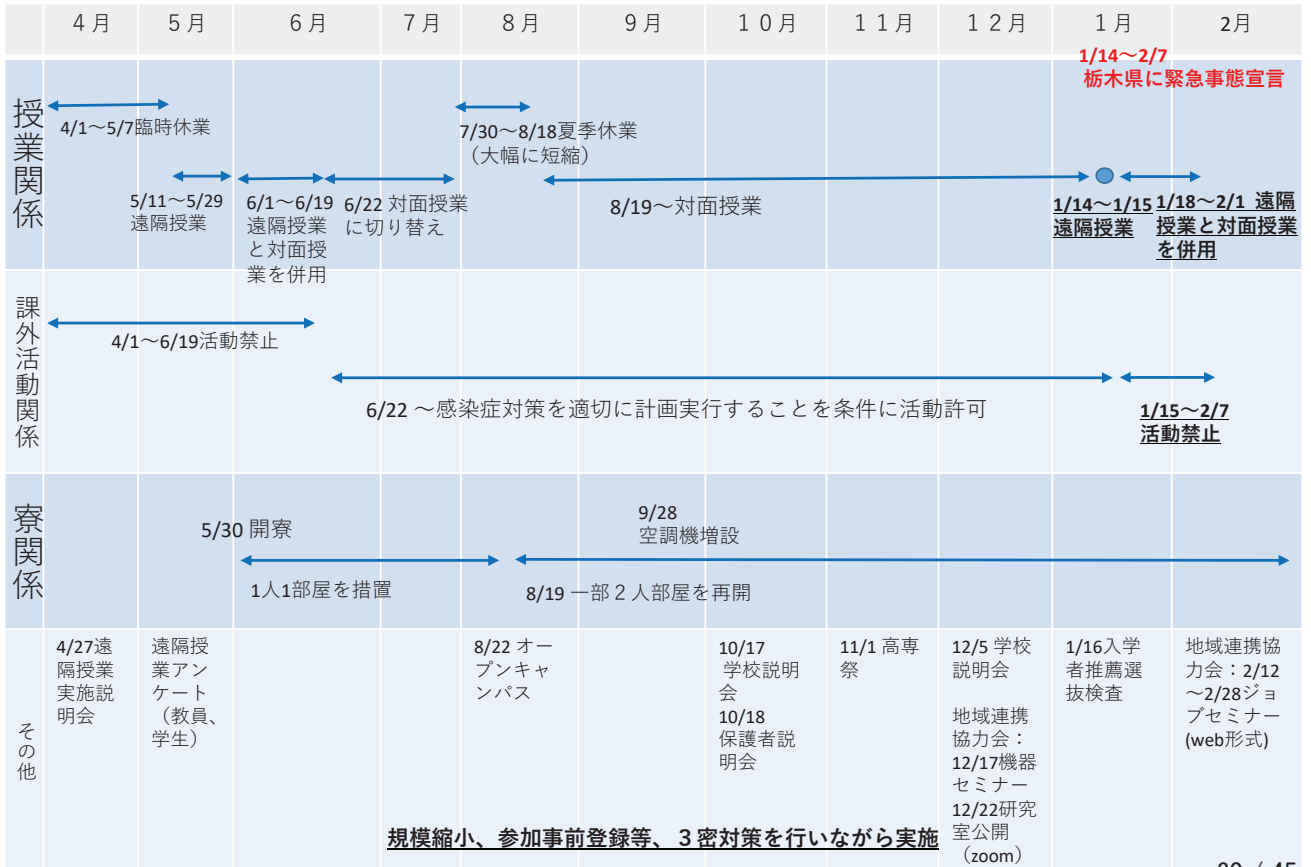 4月 5月 6月 7月 8月 9月 10月 11月 12月 1月 2月
1/14～2/7
栃木県に緊急事態宣言
授業関係
4/1～5/7臨時休業
7/30～8/18夏季休業
（大幅に短縮）
5/11～5/29
遠隔授業
6/1～6/19
遠隔授業
と対面授
業を併用
6/22 対面授業
に切り替え
8/19～対面授業
1/14～1/15
遠隔授業
1/18～2/1 遠隔
授業と対面授業
を併用
課外活動関係
4/1～6/19活動禁止
6/22 ～感染症対策を適切に計画実行することを条件に活動許可
1/15～2/7
活動禁止
寮関係
5/30 開寮
9/28
空調機増設
1人1部屋を措置
8/19 一部２人部屋を再開
その他
4/27遠
隔授業
実施説
明会
遠隔授
業アン
ケート
（教員、
学生）
8/22 オー
プンキャ
ンパス
10/17
学校説明
会
10/18
保護者説
明会
11/1 高専
祭
12/5 学校
説明会
地域連携
協力会：
12/17機器
セミナー
12/22研究
室公開
（zoom）
1/16入学
者推薦選
抜検査
地域連携協
力会：2/12
～2/28ジョ
ブセミナー
(web形式)
規模縮小、参加事前登録等、３密対策を行いながら実施